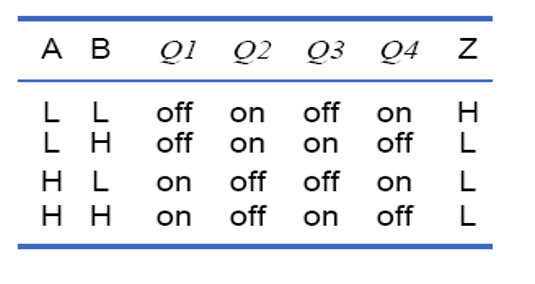 A B Q1 Q2 Q3 Q4 Z
L L off on off on H
L H off on on off L
H L on off off on L
H H on off on off L